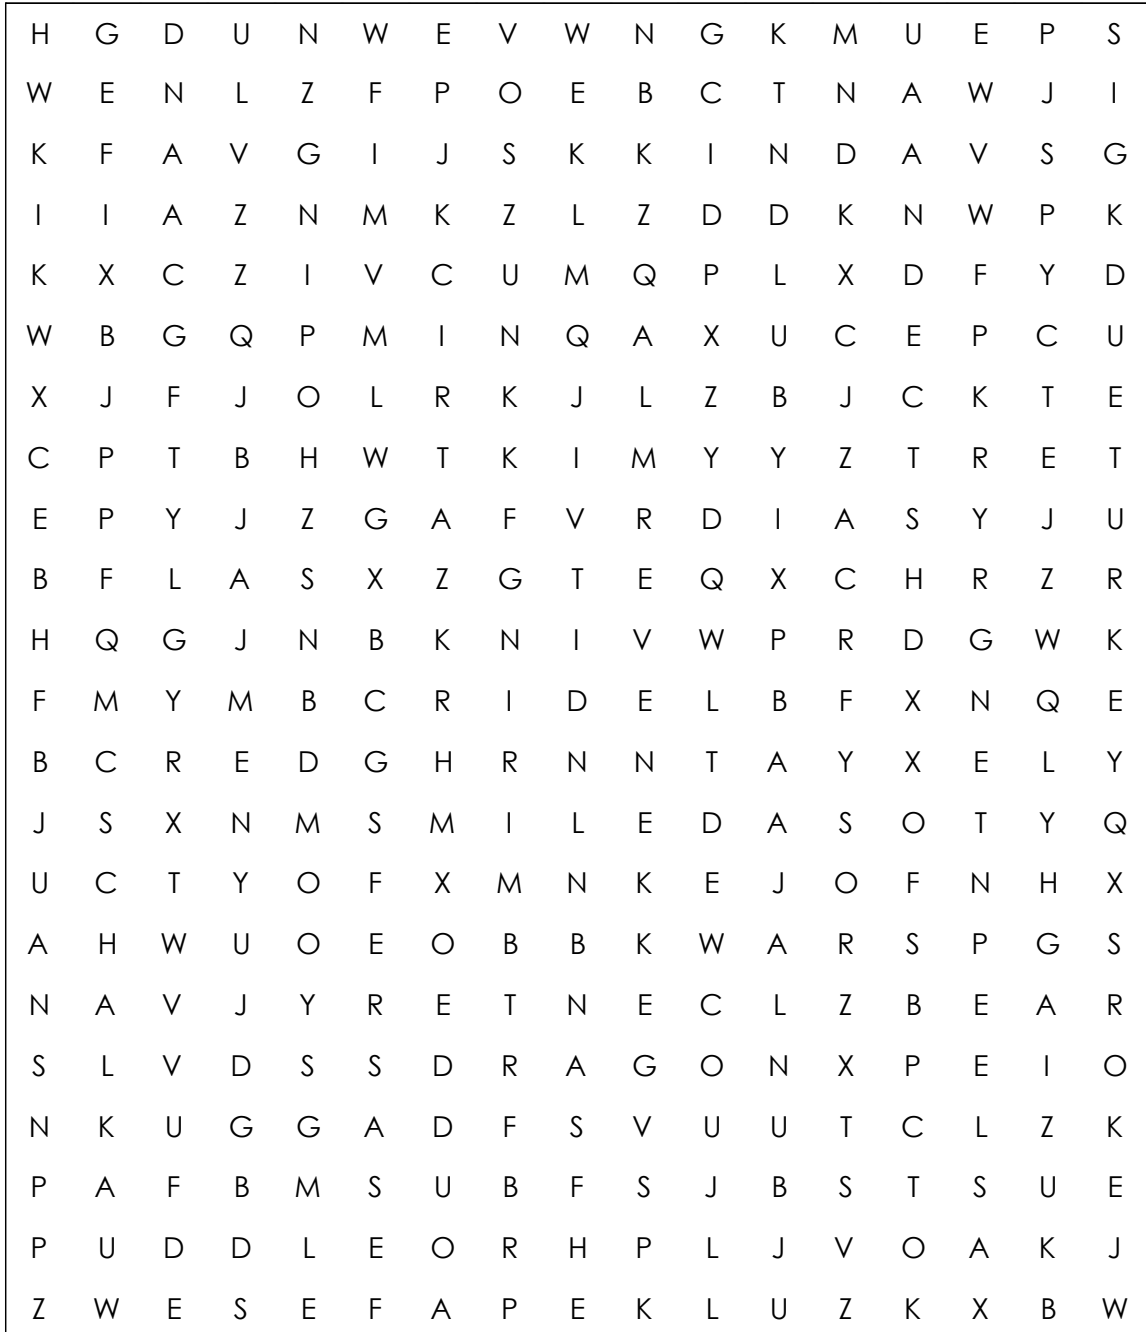 H G D U N W E V W N G K M U E P S
W E N L Z F P O E B C T N A W J I
K F A V G I J S K K I N D A V S G
I I A Z N M K Z L Z D D K N W P K
K X C Z I V C U M Q P L X D F Y D
W B G Q P M I N Q A X U C E P C U
X J F J O L R K J L Z B J C K T E
C P T B H W T K I M Y Y Z T R E T
E P Y J Z G A F V R D I A S Y J U
B F L A S X Z G T E Q X C H R Z R
H Q G J N B K N I V W P R D G W K
F M Y M B C R I D E L B F X N Q E
B C R E D G H R N N T A Y X E L Y
J S X N M S M I L E D A S O T Y Q
U C T Y O F X M N K E J O F N H X
A H W U O E O B B K W A R S P G S
N A V J Y R E T N E C L Z B E A R
S L V D S S D R A G O N X P E I O
N K U G G A D F S V U U T C L Z K
P A F B M S U B F S J B S T S U E
P U D D L E O R H P L J V O A K J
Z W E S E F A P E K L U Z K X B W